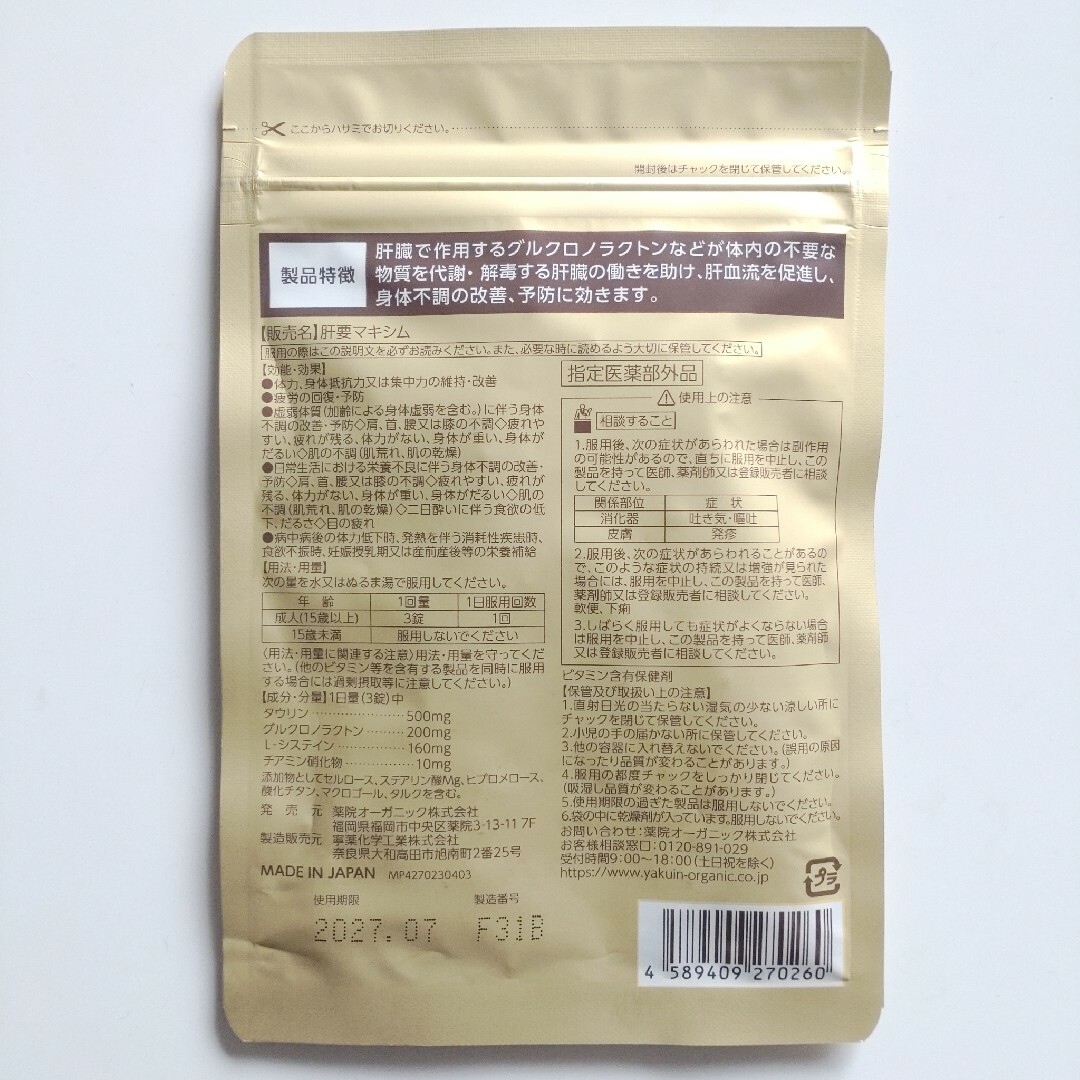 ここからハサミでお切りください。
開封後はチャックを閉じて保管してください。
製品特徴
肝臓で作用するグルクロノラクトンなどが体内の不要な
物質を代謝・解毒する肝臓の働きを助け、肝血流を促進し、
身体不調の改善、予防に効きます。
【販売名】肝要マキシム
服用の際はこの説明文を必ずお読みください。また、必要な時に読めるよう大切に保管してください。
【効能・効果】
●体力、身体抵抗力又は集中力の維持・改善
●疲労の回復・予防
●虚弱体質(加齢による身体虚弱を含む。)に伴う身体
不調の改善・予防◇肩、首、腰又は膝の不調◇疲れや
すい、疲れが残る、体力がない、身体が重い、身体が
だるい◇肌の不調(肌荒れ、肌の乾燥)
●日常生活における栄養不良に伴う身体不調の改善・
予防◇肩、首、腰又は膝の不調◇疲れやすい、疲れが
残る、体力がない、身体が重い、身体がだるい◇肌の
不調(肌荒れ、肌の乾燥)◇二日酔いに伴う食欲の低
下、だるさ◇目の疲れ
●病中病後の体力低下時、発熱を伴う消耗性疾患時、
食欲不振時、妊娠授乳期又は産前産後等の栄養補給
【用法・用量】
次の量を水又はぬるま湯で服用してください。
年 齢 1回量 1日服用回数
成人(15歳以上) 3錠 1回
15歳未満 服用しないでください
〈用法・用量に関連する注意〉用法・用量を守ってくだ
さい。(他のビタミン等を含有する製品を同時に服用
する場合には過剰摂取等に注意してください。)
【成分・分量】1日量(3錠)中
タウリン……………500mg
グルクロノラクトン………200mg
L-システイン…………160mg
チアミン硝化物…………10mg
添加物としてセルロース、ステアリン酸Mg、ヒプロメロース、
酸化チタン、マクロゴール、タルクを含む。
発 売 元 薬院オーガニック株式会社
福岡県福岡市中央区薬院3-13-11 7F
製造販売元 寧薬化学工業株式会社
奈良県大和高田市旭南町2番25号
MADE IN JAPAN MP4270230403
使用期限 製造番号
2027.07 F31B
指定医薬部外品
使用上の注意
相談すること
1.服用後、次の症状があらわれた場合は副作用
の可能性があるので、直ちに服用を中止し、この
製品を持って医師、薬剤師又は登録販売者に相談
してください。
関係部位 症 状
消化器 吐き気・嘔吐
皮膚 発疹
2.服用後、次の症状があらわれることがあるの
で、このような症状の持続又は増強が見られた
場合には、服用を中止し、この製品を持って医師、
薬剤師又は登録販売者に相談してください。
軟便、下痢
3.しばらく服用しても症状がよくならない場合
は服用を中止し、この製品を持って医師、薬剤師
又は登録販売者に相談してください。
ビタミン含有保健剤
【保管及び取扱い上の注意】
1.直射日光の当たらない湿気の少ない涼しい所に
チャックを閉じて保管してください。
2.小児の手の届かない所に保管してください。
3.他の容器に入れ替えないでください。(誤用の原因
になったり品質が変わることがあります。)
4.服用の都度チャックをしっかり閉じてください。
(吸湿し品質が変わることがあります。)
5.使用期限の過ぎた製品は服用しないでください。
6.袋の中に乾燥剤が入っています。服用しないでください。
お問い合わせ:薬院オーガニック株式会社
お客様相談窓口:0120-891-029
受付時間9:00〜18:00(土日祝を除く)
https://www.yakuin-organic.co.jp
プラ
4 589409 270260